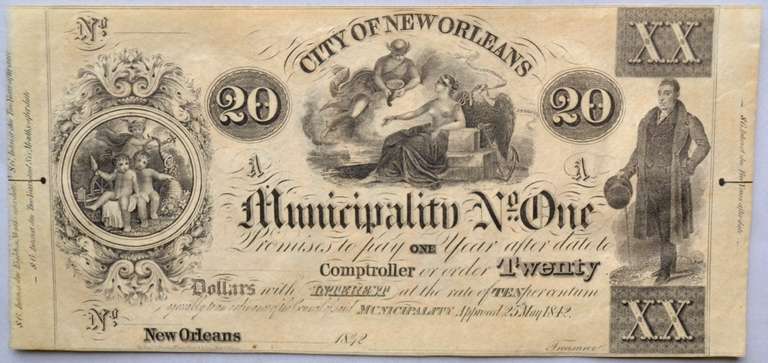 No.
CITY OF NEW ORLEANS
XX
20
20
A
A
Municipality No. One
Promises to pay ONE Year after date to
Comptroller or order Twenty
Dollars with INTEREST at the rate of TEN per centum
MUNICIPALITY Approved 25 May 1842.
No.
New Orleans 1842
Treasurer
XX